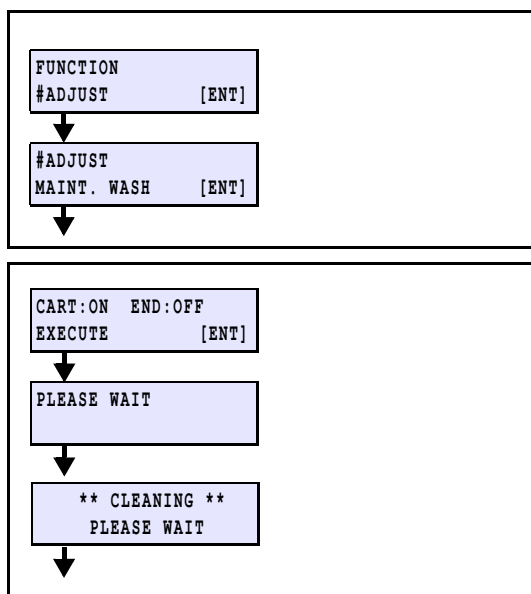 FUNCTION
#ADJUST [ENT]
#ADJUST
MAINT. WASH [ENT]
CART:ON END:OFF
EXECUTE [ENT]
PLEASE WAIT
** CLEANING **
PLEASE WAIT